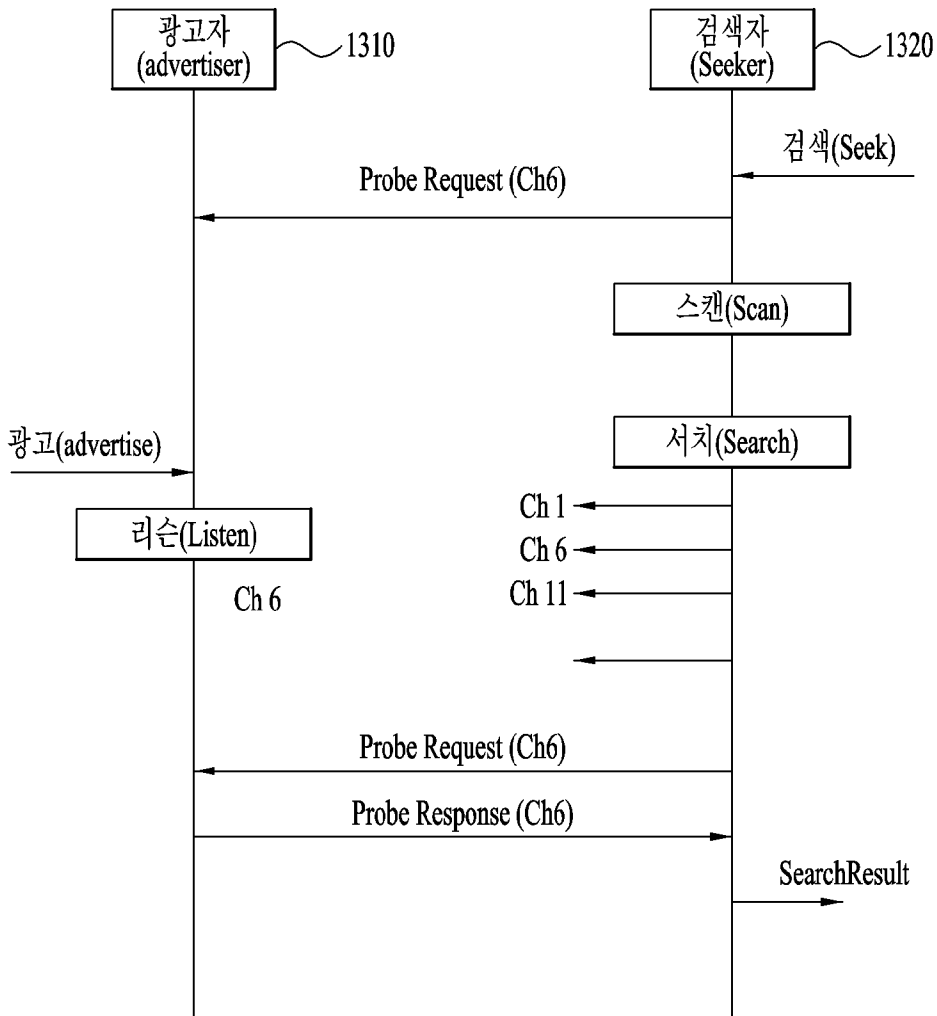 광고자
(advertiser)
1310
검색자
(Seeker)
1320
검색(Seek)
Probe Request (Ch6)
스캔(Scan)
광고(advertise)
서치(Search)
리슨(Listen)
Ch 1
Ch 6
Ch 6
Ch 11
Probe Request (Ch6)
Probe Response (Ch6)
SearchResult